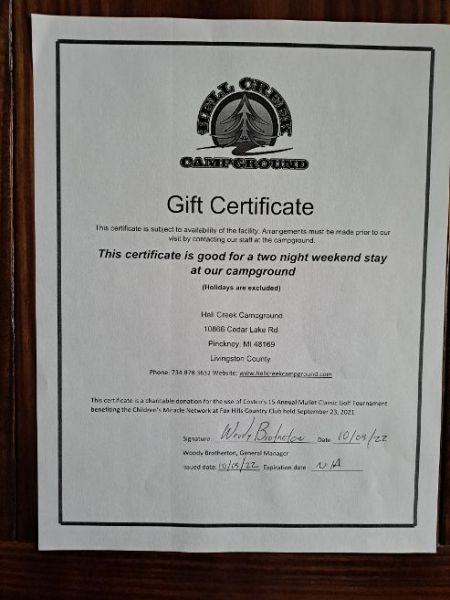 HELL CREEK
CAMPGROUND
Gift Certificate
This certificate is subject to availability of the facility. Arrangements must be made prior to our
visit by contacting our staff at the campground.
This certificate is good for a two night weekend stay
at our campground
(Holidays are excluded)
Hell Creek Campground
10866 Cedar Lake Rd
Pinckney, MI 48169
Livingston County
Phone: 734.878.3632 Website: www.hellcreekcampground.com
This certificate is a charitable donation for the use of 15 Annual Mullet Classic Golf Tournament
benefiting the Children's Miracle Network at Fox Hills Country Club held September 23, 2021
Signature Woody Brotherton Date 10/09/22
Woody Brotherton, General Manager
Issued date 10/09/22 Expiration date N/A